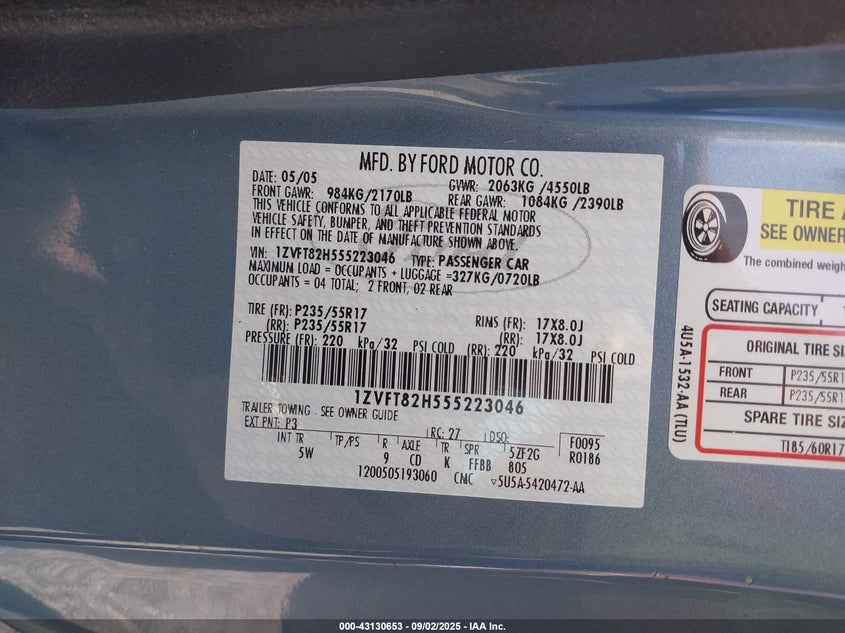 MFD. BY FORD MOTOR CO.
DATE: 05/05
GVWR: 2063KG /4550LB
FRONT GAWR: 984KG/2170LB
REAR GAWR: 1084KG /2390LB
THIS VEHICLE CONFORMS TO ALL APPLICABLE FEDERAL MOTOR
VEHICLE SAFETY, BUMPER, AND THEFT PREVENTION STANDARDS
IN EFFECT ON THE DATE OF MANUFACTURE SHOWN ABOVE.
VIN: 1ZVFT82H555223046 TYPE: PASSENGER CAR
MAXIMUM LOAD = OCCUPANTS + LUGGAGE =327KG/0720LB
OCCUPANTS = 04 TOTAL; 2 FRONT, 02 REAR
TIRE (FR): P235/55R17 RIMS (FR): 17X8.0J
(RR): P235/55R17 (RR): 17X8.0J
PRESSURE (FR): 220 kPa/32 PSI COLD (RR): 220 kPa/32 PSI COLD
1ZVFT82H555223046
TRAILER TOWING - SEE OWNER GUIDE
EXT PNT: P3 RC: 27 DSO: F0095
INT TR TP/PS R AXLE TR SPR 5ZF2G R0186
5W 9 CD K FFBB 805
1200505193060 CMC ▽5U5A-5420472-AA
TIRE A
SEE OWNER
The combined weigh
SEATING CAPACITY
ORIGINAL TIRE SI
FRONT P235/55R1
REAR P235/55R17
SPARE TIRE SIZ
T185/60R17
4U5A-1532-AA (TLU)
000-43130653 - 09/02/2025 - IAA Inc.